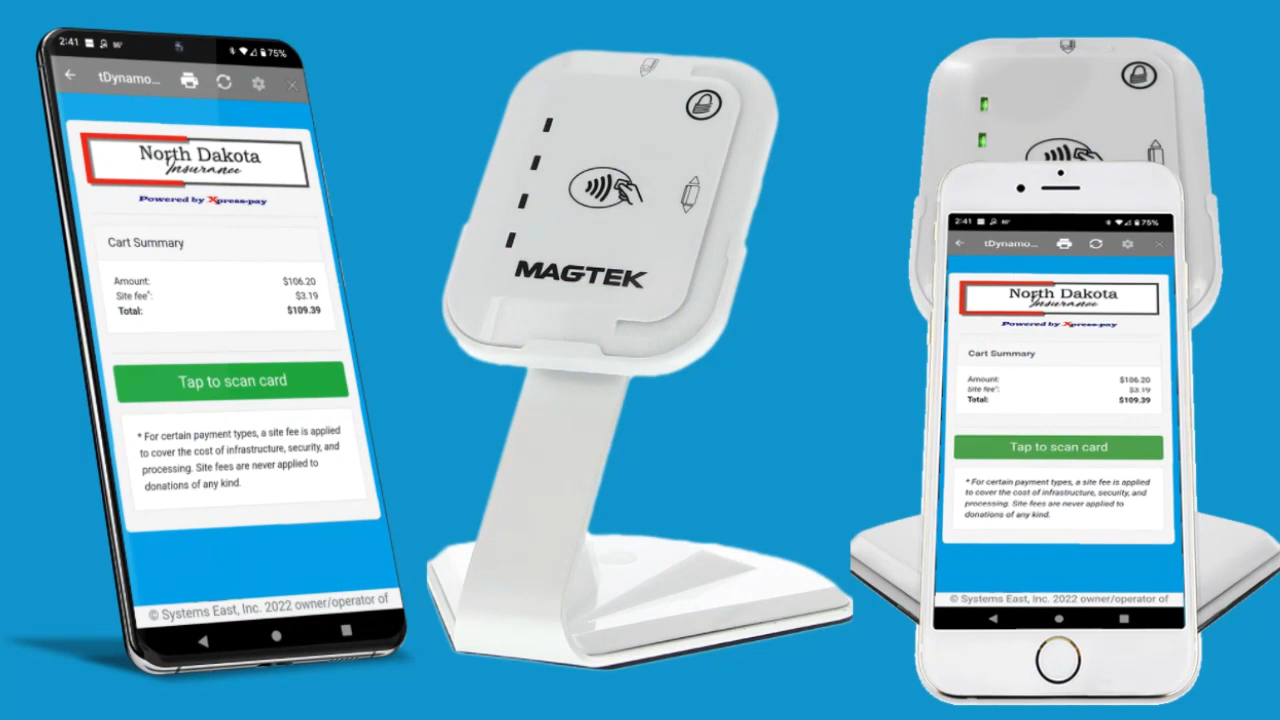 2:41
75%
tDynamo...
North Dakota
Insurance
Powered by Xpress-pay
Cart Summary
Amount: $106.20
Site fee*: $3.19
Total: $109.39
Tap to scan card
* For certain payment types, a site fee is applied
to cover the cost of infrastructure, security, and
processing. Site fees are never applied to
donations of any kind.
© Systems East, Inc. 2022 owner/operator of
MAGTEK
2:41
75%
tDynamo...
North Dakota
Insurance
Powered by Xpress-pay
Cart Summary
Amount: $106.20
Site fee*: $3.19
Total: $109.39
Tap to scan card
* For certain payment types, a site fee is applied
to cover the cost of infrastructure, security, and
processing. Site fees are never applied to
donations of any kind.
© Systems East, Inc. 2022 owner/operator of